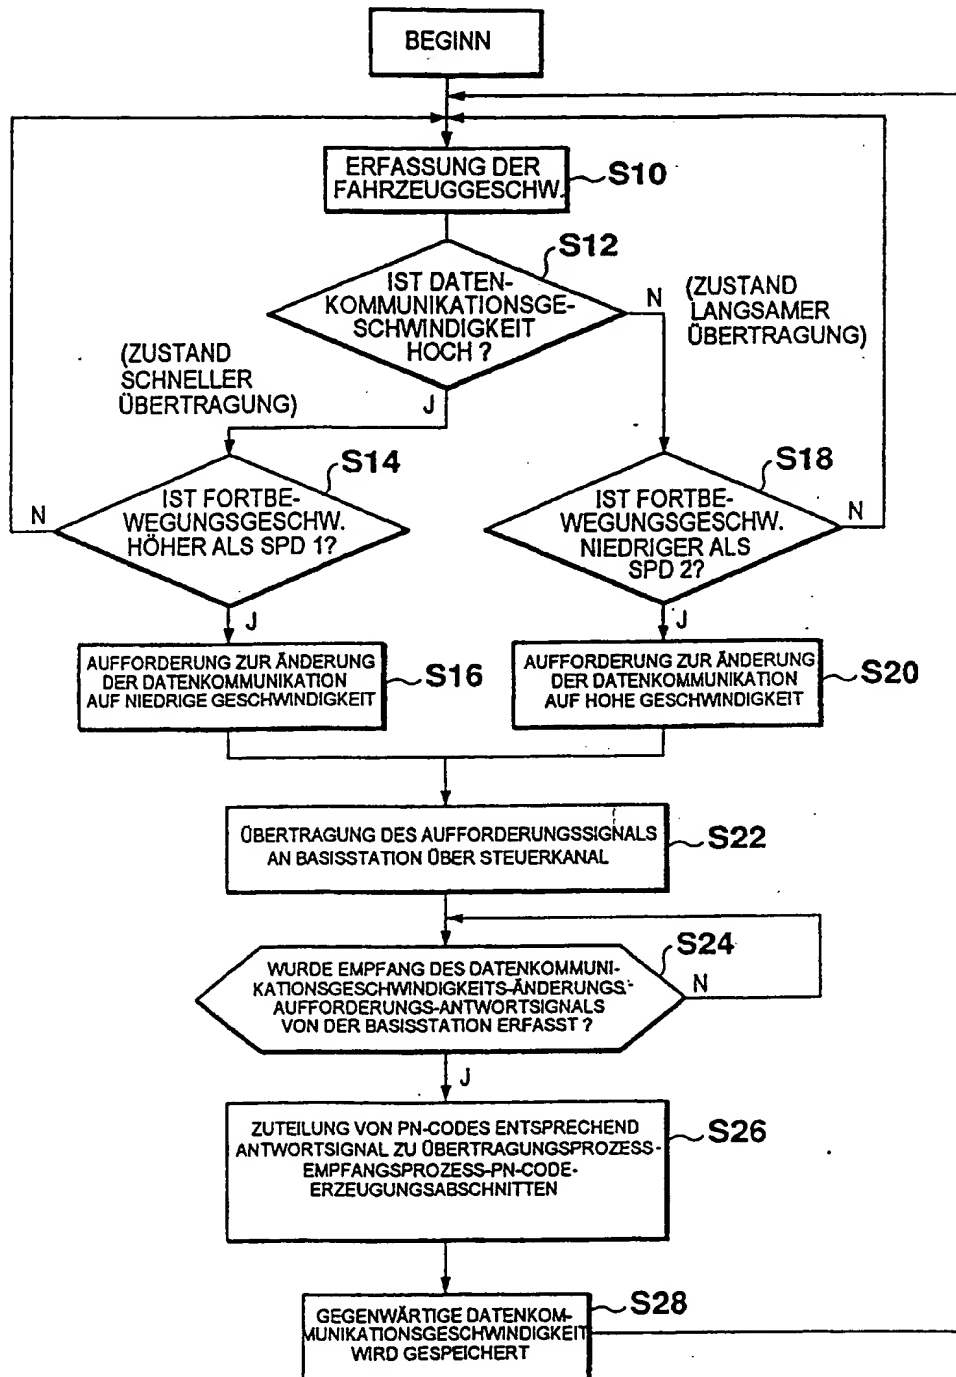 BEGINN
ERFASSUNG DER
FAHRZEUGGESCHW.
S10
S12
IST DATEN-
KOMMUNIKATIONSGE-
SCHWINDIGKEIT
HOCH ?
N
(ZUSTAND
LANGSAMER
ÜBERTRAGUNG)
(ZUSTAND
SCHNELLER
ÜBERTRAGUNG)
J
S14
IST FORTBE-
WEGUNGSGESCHW.
HÖHER ALS SPD 1?
N
J
S18
IST FORTBE-
WEGUNGSGESCHW.
NIEDRIGER ALS
SPD 2?
N
J
AUFFORDERUNG ZUR ÄNDERUNG
DER DATENKOMMUNIKATION
AUF NIEDRIGE GESCHWINDIGKEIT
S16
AUFFORDERUNG ZUR ÄNDERUNG
DER DATENKOMMUNIKATION
AUF HOHE GESCHWINDIGKEIT
S20
ÜBERTRAGUNG DES AUFFORDERUNGSSIGNALS
AN BASISSTATION ÜBER STEUERKANAL
S22
S24
WURDE EMPFANG DES DATENKOMMUNI-
KATIONSGESCHWINDIGKEITS-ÄNDERUNGS-
AUFFORDERUNGS-ANTWORTSIGNALS
VON DER BASISSTATION ERFASST ?
N
J
ZUTEILUNG VON PN-CODES ENTSPRECHEND
ANTWORTSIGNAL ZU ÜBERTRAGUNGSPROZESS-
EMPFANGSPROZESS-PN-CODE-
ERZEUGUNGSABSCHNITTEN
S26
GEGENWÄRTIGE DATENKOM-
MUNIKATIONSGESCHWINDIGKEIT
WIRD GESPEICHERT
S28